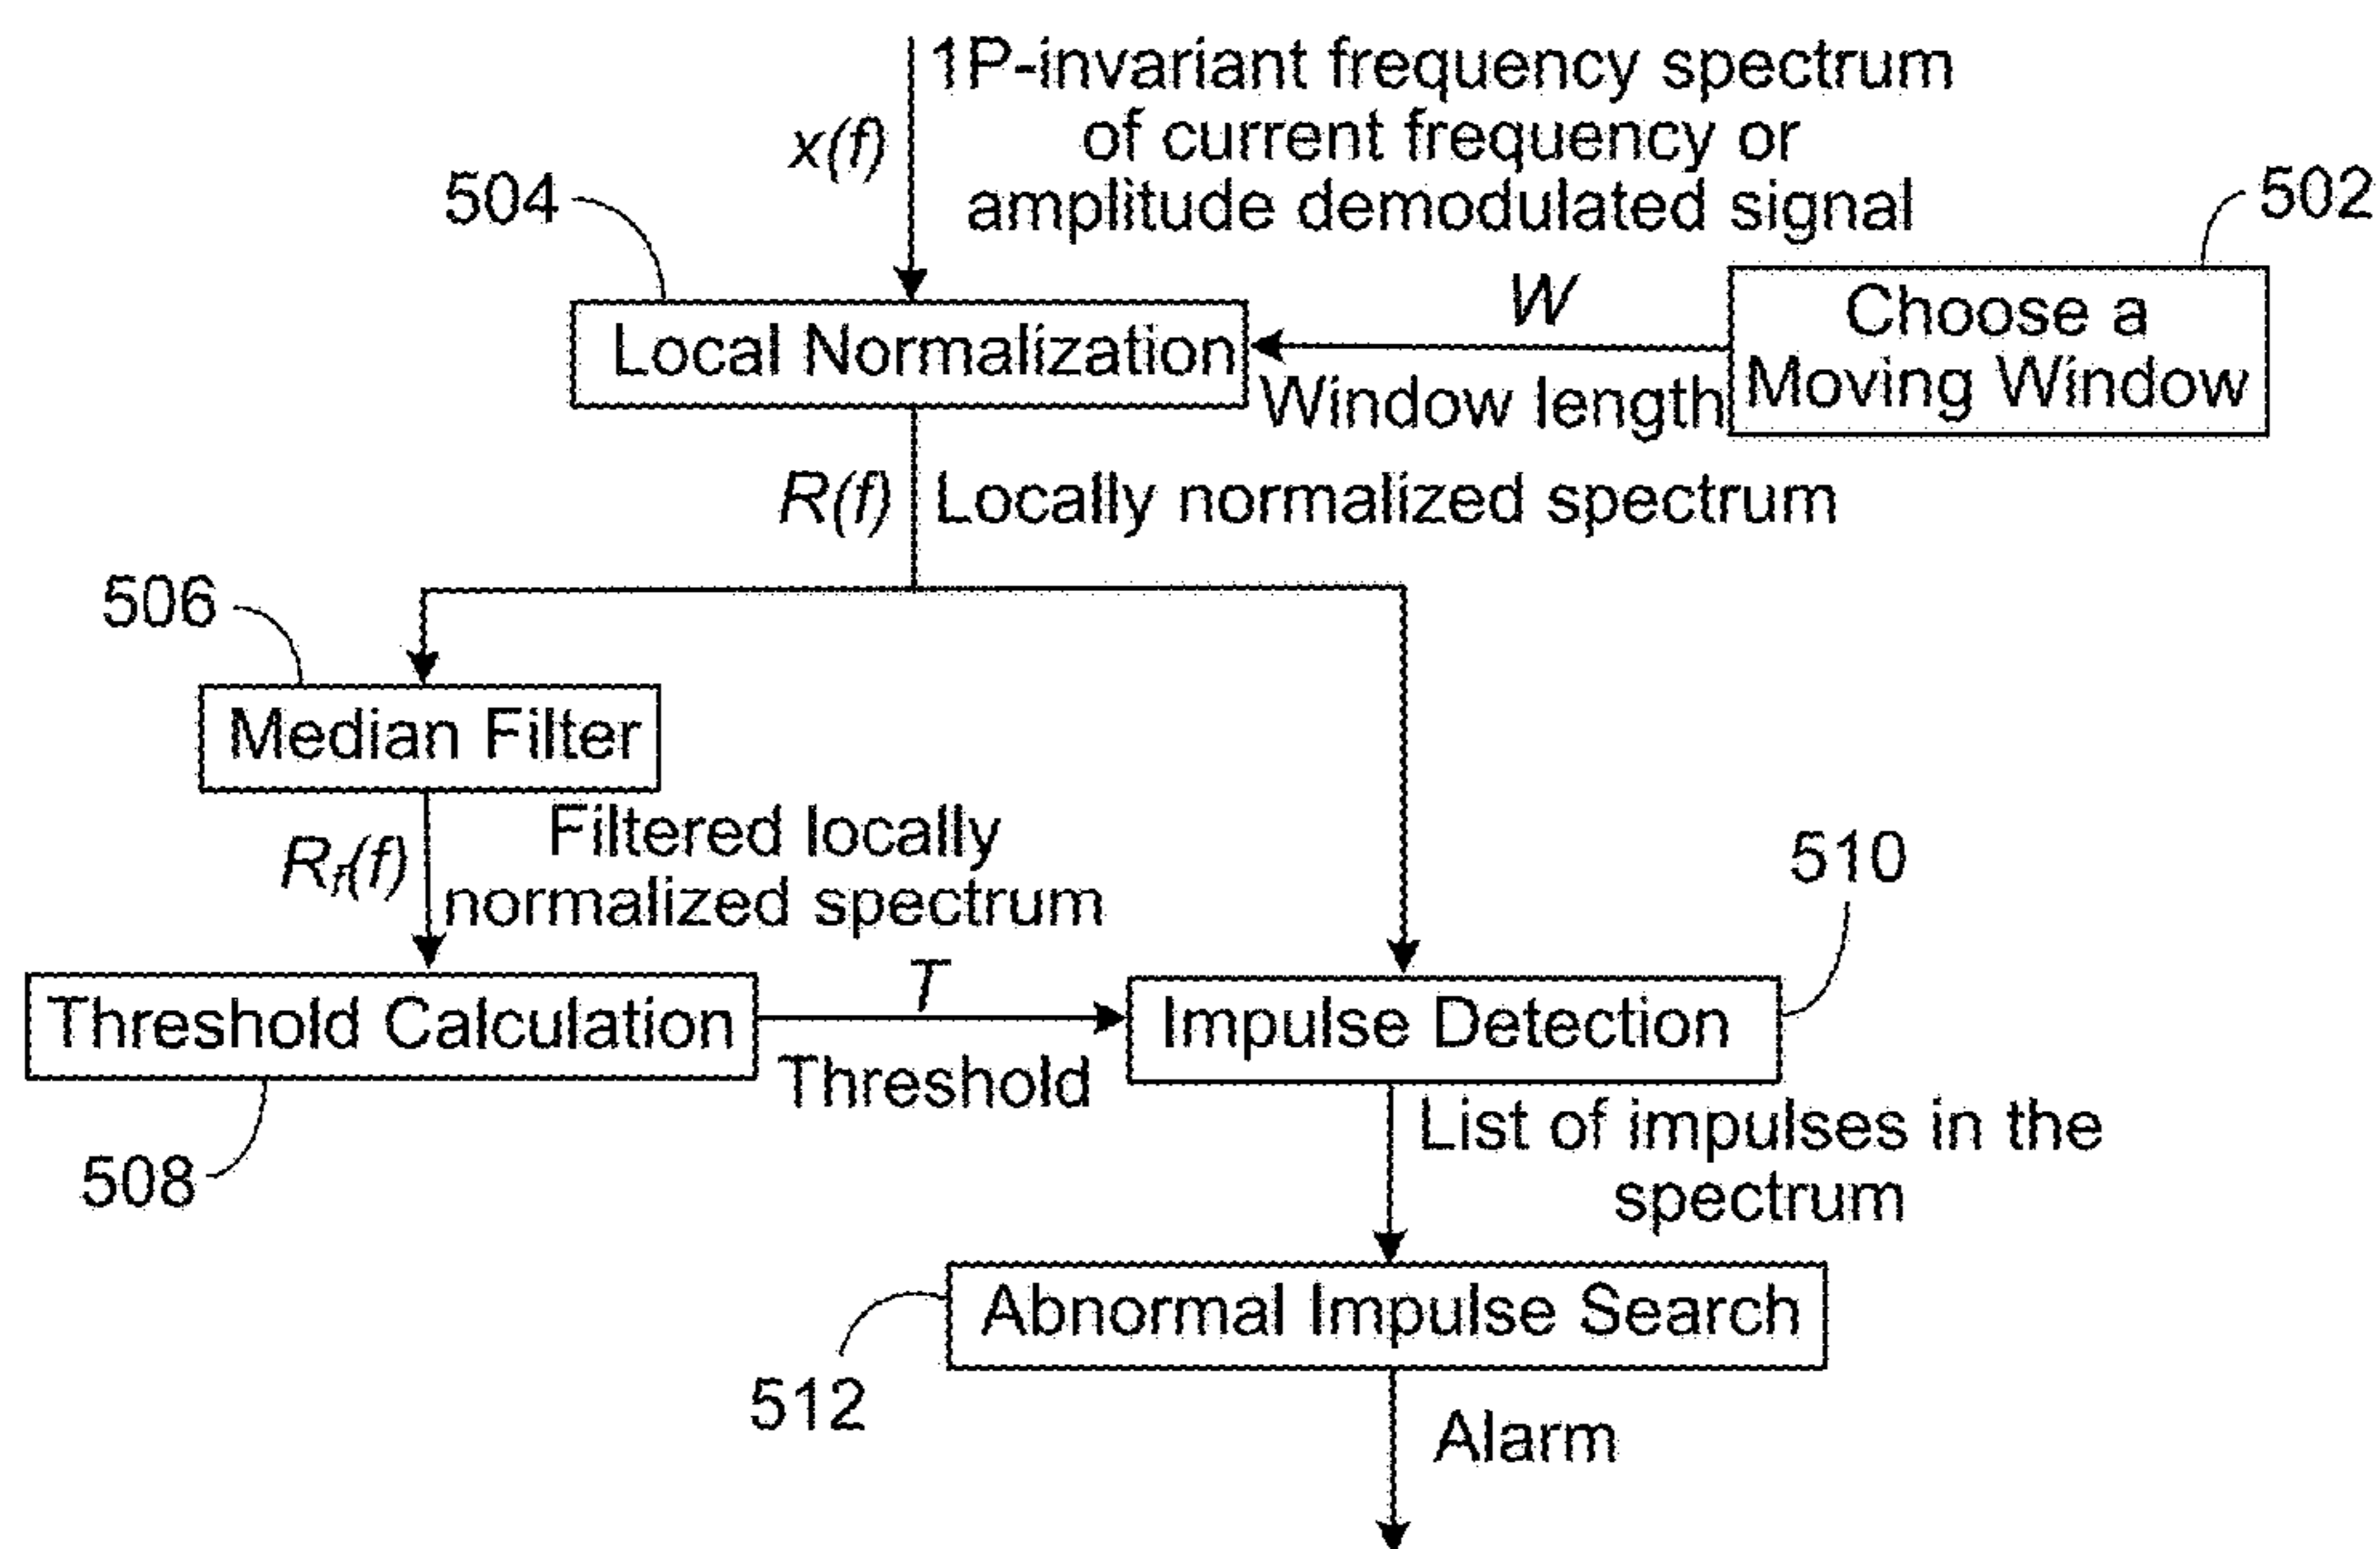 1P-invariant frequency spectrum
of current frequency or
amplitude demodulated signal
x(f)
504
502
Local Normalization
W
Window length
Choose a
Moving Window
R(f)
Locally normalized spectrum
506
Median Filter
Rf(f)
Filtered locally
normalized spectrum
510
Threshold Calculation
T
Threshold
Impulse Detection
508
List of impulses in the
spectrum
Abnormal Impulse Search
512
Alarm